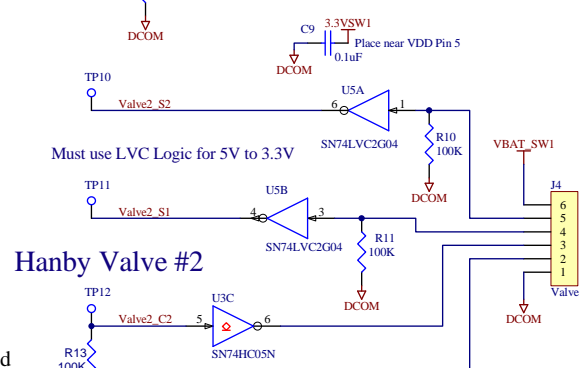 DCOM
C9
3.3VSW1
Place near VDD Pin 5
0.1uF
DCOM
TP10
U5A
Valve2_S2
6
1
SN74LVC2G04
R10
100K
VBAT_SW1
Must use LVC Logic for 5V to 3.3V
DCOM
TP11
U5B
J4
Valve2_S1
4
3
SN74LVC2G04
R11
100K
6
5
4
3
2
1
Valve
Hanby Valve #2
TP12
U3C
DCOM
DCOM
Valve2_C2
5
6
SN74HC05N
R13
100K
d